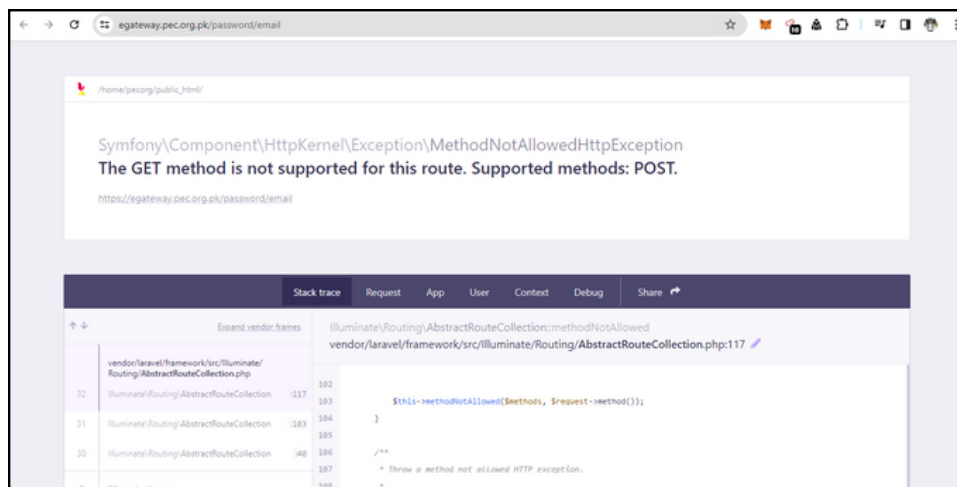 egateway.pec.org.pk/password/email
10
/home/pecorg/public_html/
Symfony\Component\HttpKernel\Exception\MethodNotAllowedHttpException
The GET method is not supported for this route. Supported methods: POST.
https://egateway.pec.org.pk/password/email
Stack trace Request App User Context Debug Share
Expand vendor frames
Illuminate\Routing\AbstractRouteCollection::methodNotAllowed
vendor/laravel/framework/src/Illuminate/Routing/AbstractRouteCollection.php:117
vendor/laravel/framework/src/Illuminate/
Routing/AbstractRouteCollection.php
32 Illuminate\Routing\AbstractRouteCollection :117
31 Illuminate\Routing\AbstractRouteCollection :103
30 Illuminate\Routing\AbstractRouteCollection :40
102
103 $this->methodNotAllowed($methods, $request->method());
104 }
105
106 /**
107 * Throw a method not allowed HTTP exception.
108 *